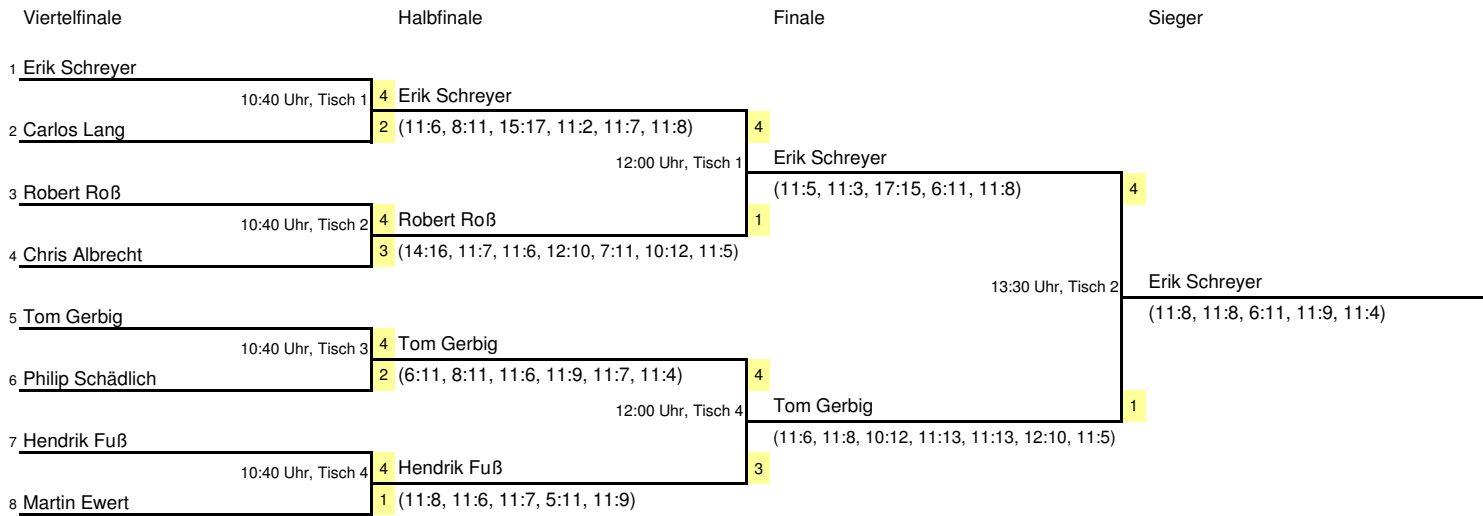 Viertelfinale Halbfinale Finale Sieger
1 Erik Schreyer
10:40 Uhr, Tisch 1 4 Erik Schreyer
2 Carlos Lang 2 (11:6, 8:11, 15:17, 11:2, 11:7, 11:8) 4
12:00 Uhr, Tisch 1 Erik Schreyer
3 Robert Roß (11:5, 11:3, 17:15, 6:11, 11:8) 4
10:40 Uhr, Tisch 2 4 Robert Roß 1
4 Chris Albrecht 3 (14:16, 11:7, 11:6, 12:10, 7:11, 10:12, 11:5)
13:30 Uhr, Tisch 2 Erik Schreyer
5 Tom Gerbig (11:8, 11:8, 6:11, 11:9, 11:4)
10:40 Uhr, Tisch 3 4 Tom Gerbig
6 Philip Schädlich 2 (6:11, 8:11, 11:6, 11:9, 11:7, 11:4) 4
12:00 Uhr, Tisch 4 Tom Gerbig 1
7 Hendrik Fuß (11:6, 11:8, 10:12, 11:13, 11:13, 12:10, 11:5)
10:40 Uhr, Tisch 4 4 Hendrik Fuß 3
8 Martin Ewert 1 (11:8, 11:6, 11:7, 5:11, 11:9)